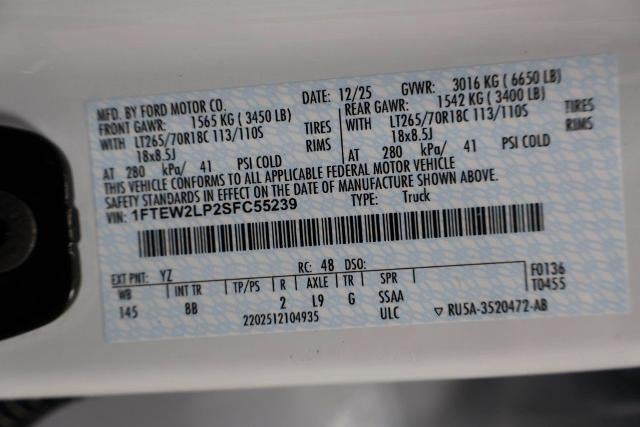 MFD. BY FORD MOTOR CO. DATE: 12/25 GVWR: 3016 KG ( 6650 LB)
FRONT GAWR: 1565 KG ( 3450 LB) REAR GAWR: 1542 KG ( 3400 LB)
WITH LT265/70R18C 113/110S TIRES WITH LT265/70R18C 113/110S TIRES
18x8.5J RIMS 18x8.5J RIMS
AT 280 kPa/ 41 PSI COLD AT 280 kPa/ 41 PSI COLD
THIS VEHICLE CONFORMS TO ALL APPLICABLE FEDERAL MOTOR VEHICLE
SAFETY STANDARDS IN EFFECT ON THE DATE OF MANUFACTURE SHOWN ABOVE.
VIN: 1FTEW2LP2SFC55239 TYPE: Truck
EXT PNT: YZ RC: 48 DSO: F0136
WB INT TR TP/PS R AXLE TR SPR T0455
145 BB 2 L9 G SSAA
2202512104935 ULC RU5A-3520472-AB